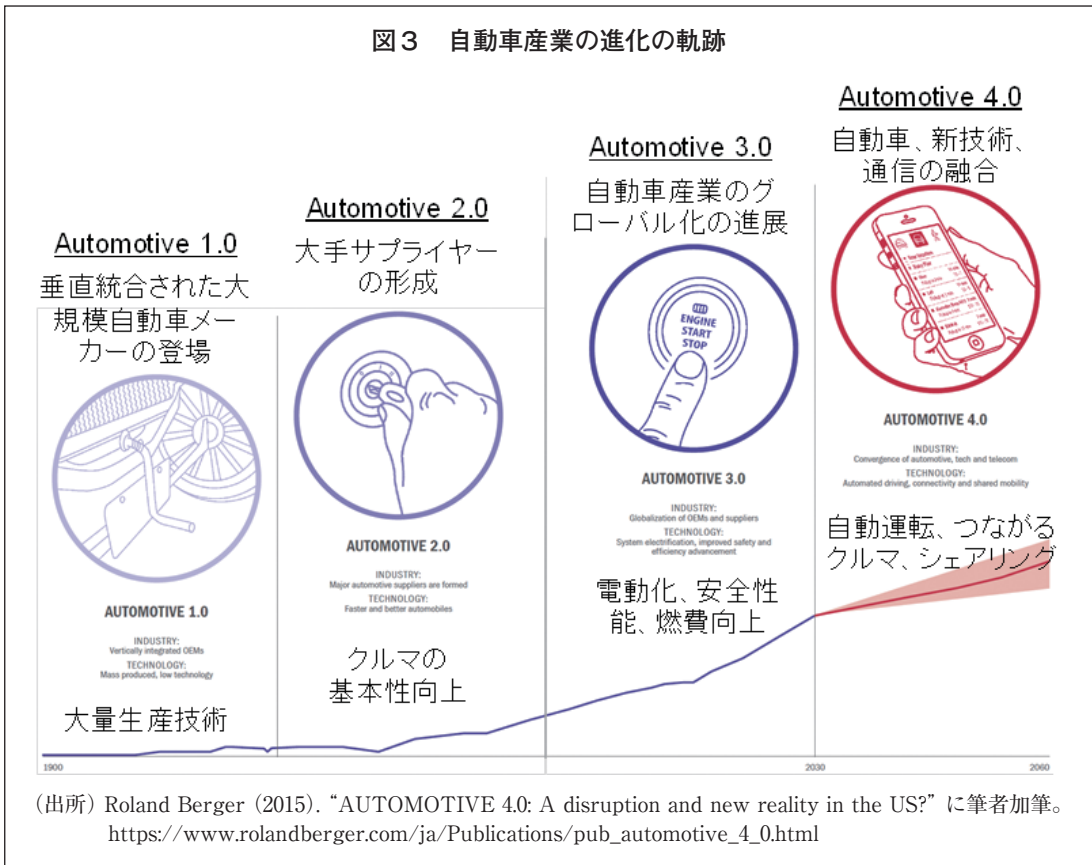 図3 自動車産業の進化の軌跡
Automotive 1.0
垂直統合された大
規模自動車メー
カーの登場
AUTOMOTIVE 1.0
INDUSTRY:
Vertically integrated OEMs
TECHNOLOGY:
Mass produced, low technology
大量生産技術
Automotive 2.0
大手サプライヤー
の形成
AUTOMOTIVE 2.0
INDUSTRY:
Major automotive suppliers are formed
TECHNOLOGY:
Faster and better automobiles
クルマの
基本性向上
Automotive 3.0
自動車産業のグ
ローバル化の進展
ENGINE
START
STOP
AUTOMOTIVE 3.0
INDUSTRY:
Globalization of OEMs and suppliers
TECHNOLOGY:
System electrification, improved safety and
efficiency advancement
電動化、安全性
能、燃費向上
Automotive 4.0
自動車、新技術、
通信の融合
AUTOMOTIVE 4.0
INDUSTRY:
Convergence of automotive, tech and telecom
TECHNOLOGY:
Automated driving, connectivity and shared mobility
自動運転、つながる
クルマ、シェアリング
1900
2030
2060
(出所) Roland Berger (2015). “AUTOMOTIVE 4.0: A disruption and new reality in the US?” に筆者加筆。
https://www.rolandberger.com/ja/Publications/pub_automotive_4_0.html